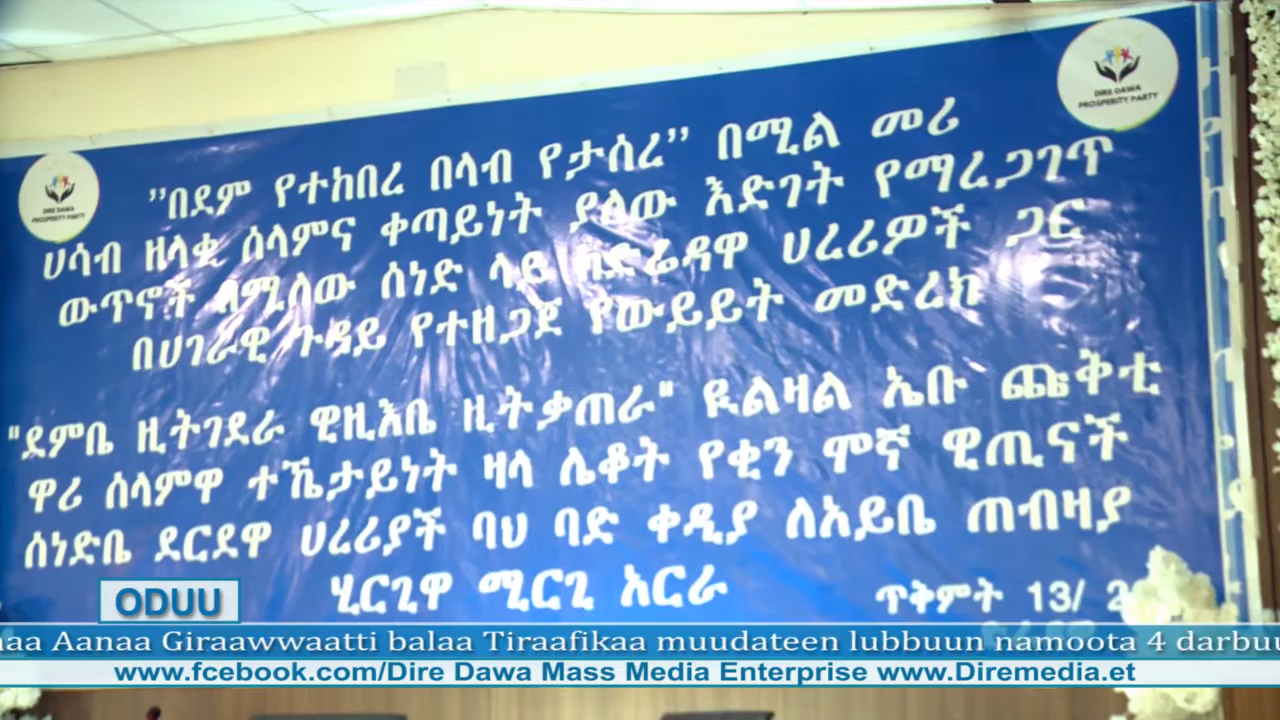 DIRE DAWA
PROSPERITY PARTY
DIRE DAWA
PROSPERITY PARTY
”በደም የተከበረ በላብ የታሰረ” በሚል መሪ
ሀሳብ ዘላቂ ሰላምና ቀጣይነት ያለው እድገት የማረጋገጥ
ውጥኖች በሚለው ሰነድ ላይ ከድሬዳዋ ሀረሪዎች ጋር
በሀገራዊ ጉዳይ የተዘጋጀ የውይይት መድረክ
"ደምቤ ዚትገደራ ዊዚእቤ ዚትቃጠራ" ዪልዛል ኤቡ` ጩቅቲ
ዋሪ ሰላምዋ ተኼታይነት ዛላ ሌቆት የቂን ሞኛ ዊጢናች
ሰነድቤ ደርደዋ ሀረሪያች ባህ ባድ ቀዲያ ለአይቤ ጠብዛያ
ሂርጊዋ ሚርጊ አርራ
ጥቅምት 13/ 2
ODUU
Aanaa Giraawwaatti balaa Tiraafikaa muudateen lubbuun namoota 4
www.fcebook.com/Dire Dawa Mass Media Enterprise www.Diremedia.et